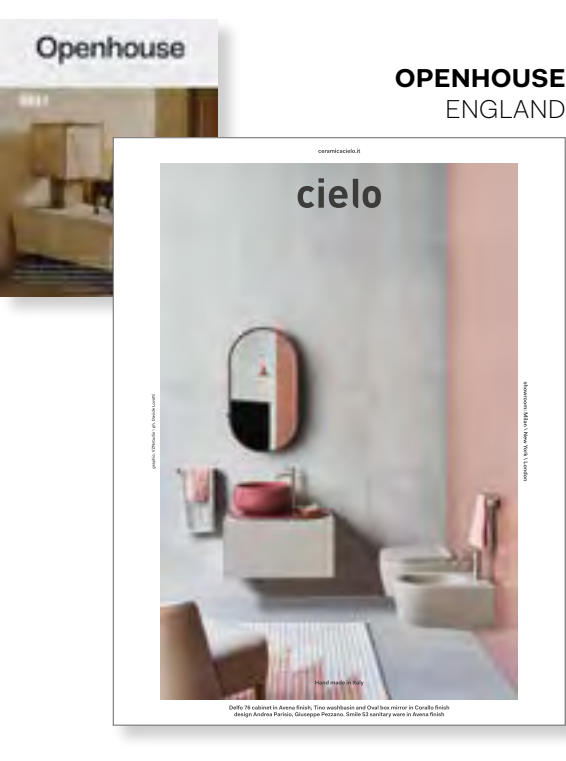 Openhouse
OPENHOUSE
ENGLAND
ceramicacielo.it
cielo
showroom: Milan \ New York \ London
Hand made in Italy
Delfo 76 cabinet in Avena finish, Tino washbasin and Oval box mirror in Corallo finish
design Andrea Parisio, Giuseppe Pezzano. Smile 53 sanitary ware in Avena finish